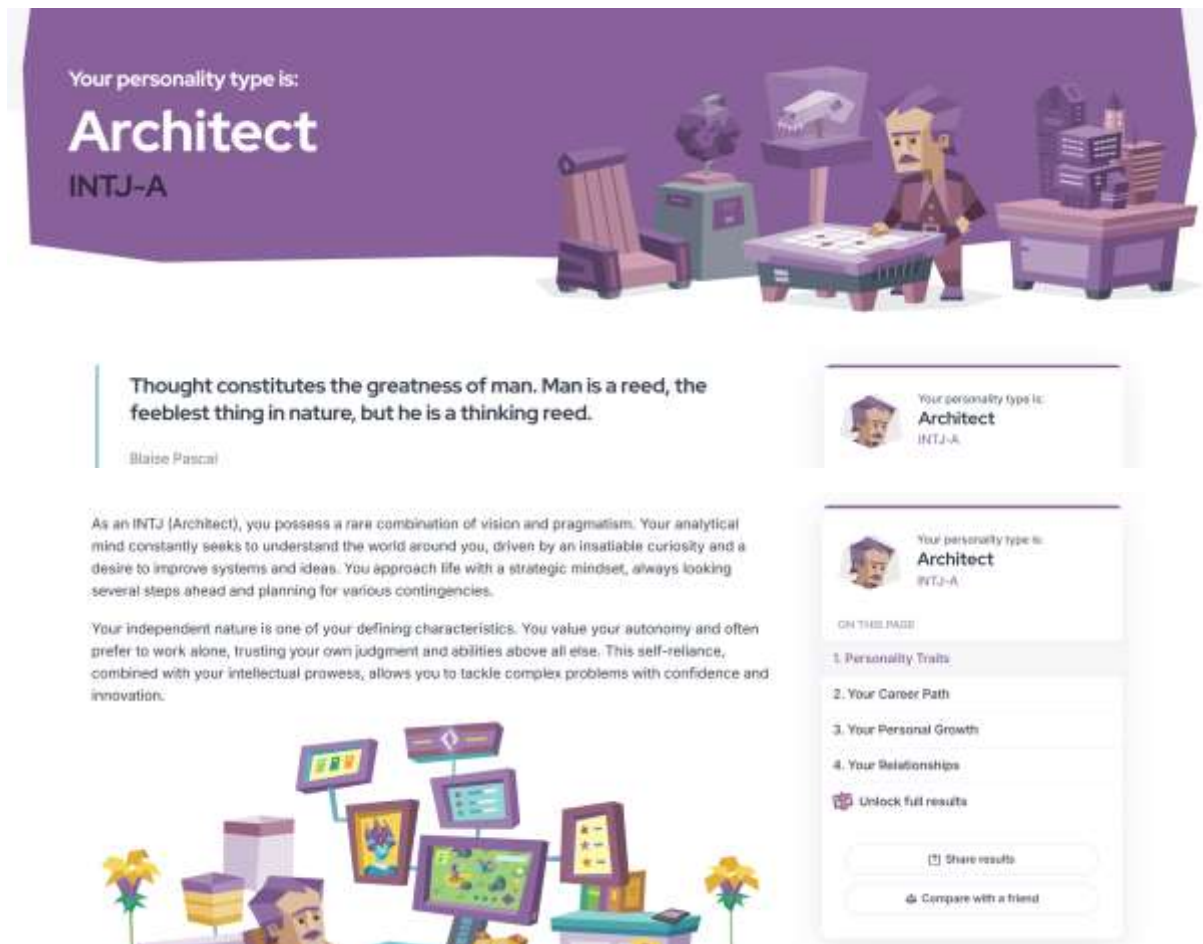 Your personality type is:
Architect
INTJ-A
Thought constitutes the greatness of man. Man is a reed, the
feeblest thing in nature, but he is a thinking reed.
Blaise Pascal
Your personality type is:
Architect
INTJ-A
As an INTJ (Architect), you possess a rare combination of vision and pragmatism. Your analytical
mind constantly seeks to understand the world around you, driven by an insatiable curiosity and a
desire to improve systems and ideas. You approach life with a strategic mindset, always looking
several steps ahead and planning for various contingencies.
Your independent nature is one of your defining characteristics. You value your autonomy and often
prefer to work alone, trusting your own judgment and abilities above all else. This self-reliance,
combined with your intellectual prowess, allows you to tackle complex problems with confidence and
innovation.
Your personality type is:
Architect
INTJ-A
ON THIS PAGE
1. Personality Traits
2. Your Career Path
3. Your Personal Growth
4. Your Relationships
Unlock full results
Share results
Compare with a friend